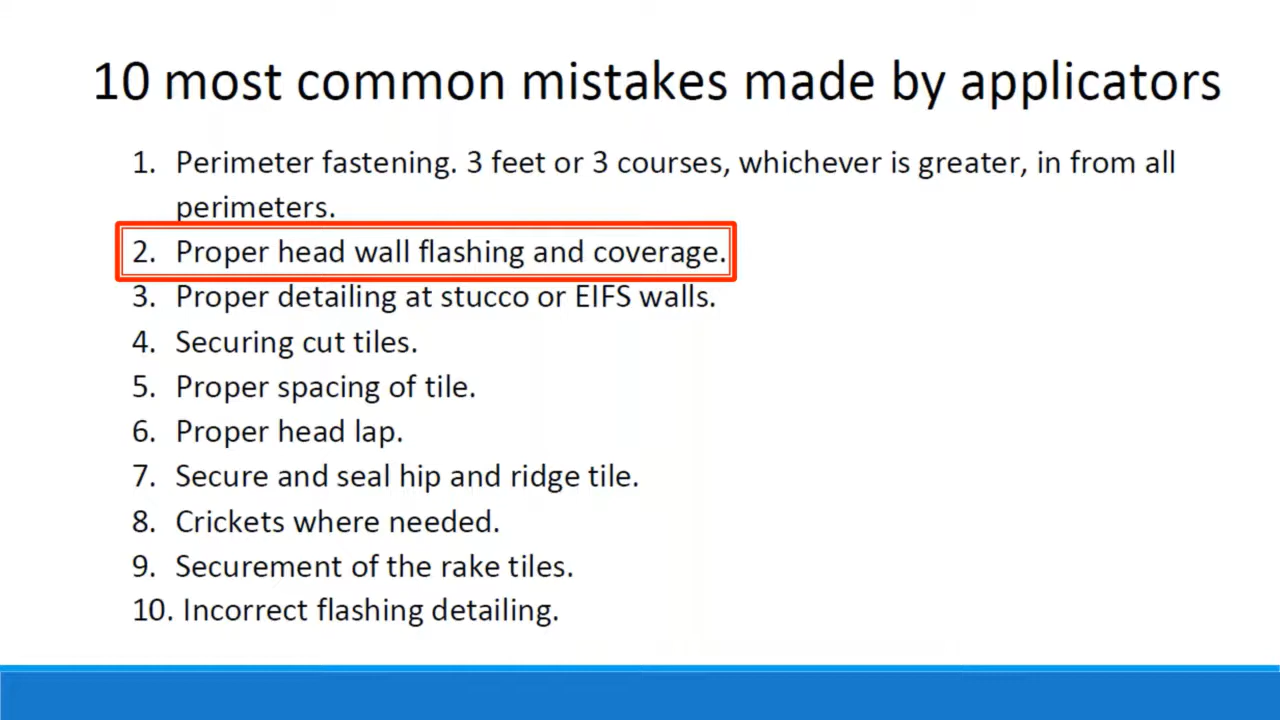 10 most common mistakes made by applicators
1. Perimeter fastening. 3 feet or 3 courses, whichever is greater, in from all
perimeters.
2. Proper head wall flashing and coverage.
3. Proper detailing at stucco or EIFS walls.
4. Securing cut tiles.
5. Proper spacing of tile.
6. Proper head lap.
7. Secure and seal hip and ridge tile.
8. Crickets where needed.
9. Securement of the rake tiles.
10. Incorrect flashing detailing.